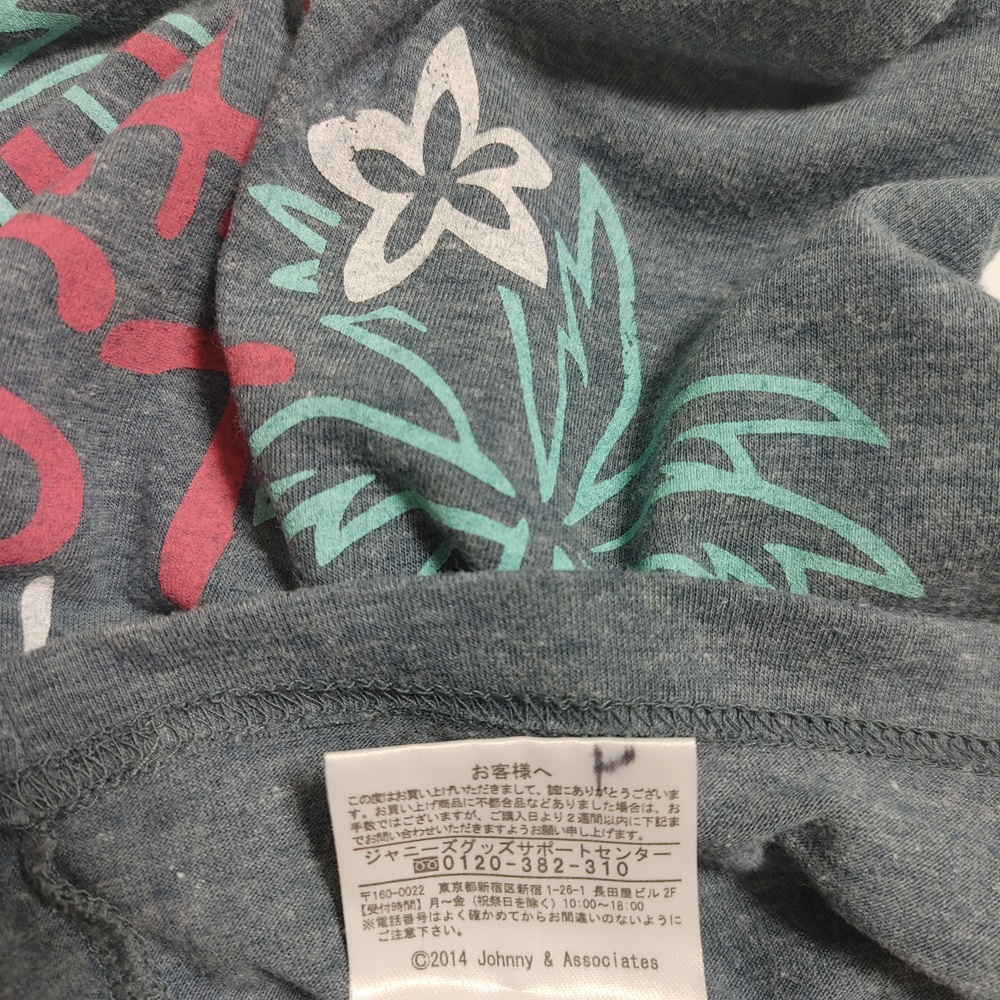 お客様へ
この度はお買い上げいただきまして、誠にありがとうございま
す。お買い上げ商品に不都合品などありました場合は、お
手数ではございますが、ご購入日より2週間以内に下記ま
でお問い合わせいただきますようお願い申し上げます。
ジャニーズグッズサポートセンター
0120-382-310
〒160-0022 東京都新宿区新宿1-26-1 長田屋ビル2F
【受付時間】月〜金(祝祭日を除く)10:00〜18:00
※電話番号はよく確かめてからお間違いのないように
ご注意下さい。
©2014 Johnny & Associates